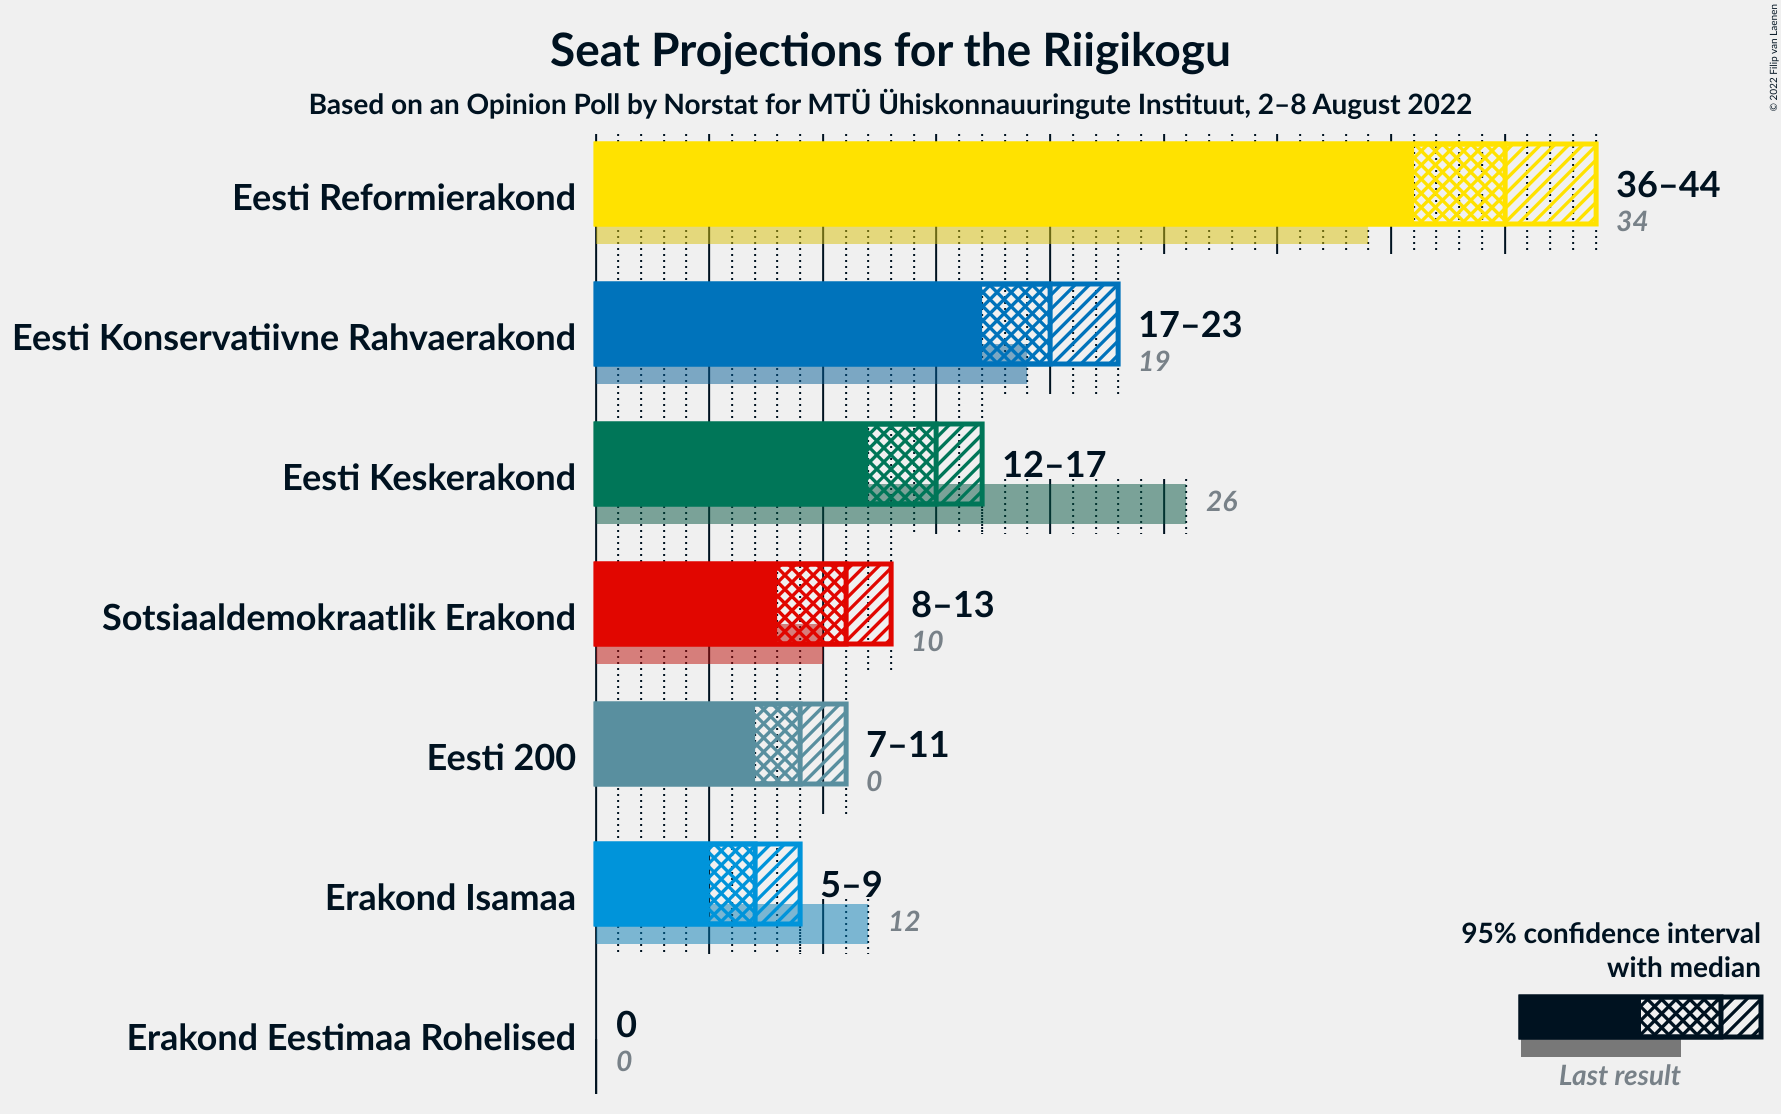 Seat Projections for the Riigikogu
Based on an Opinion Poll by Norstat for MTÜ Ühiskonnauuringute Instituut, 2–8 August 2022
© 2022 Filip van Laenen
Eesti Reformierakond
36–44
34
Eesti Konservatiivne Rahvaerakond
17–23
19
Eesti Keskerakond
12–17
26
Sotsiaaldemokraatlik Erakond
8–13
10
Eesti 200
7–11
0
Erakond Isamaa
5–9
12
Erakond Eestimaa Rohelised
0
0
95% confidence interval
with median
Last result